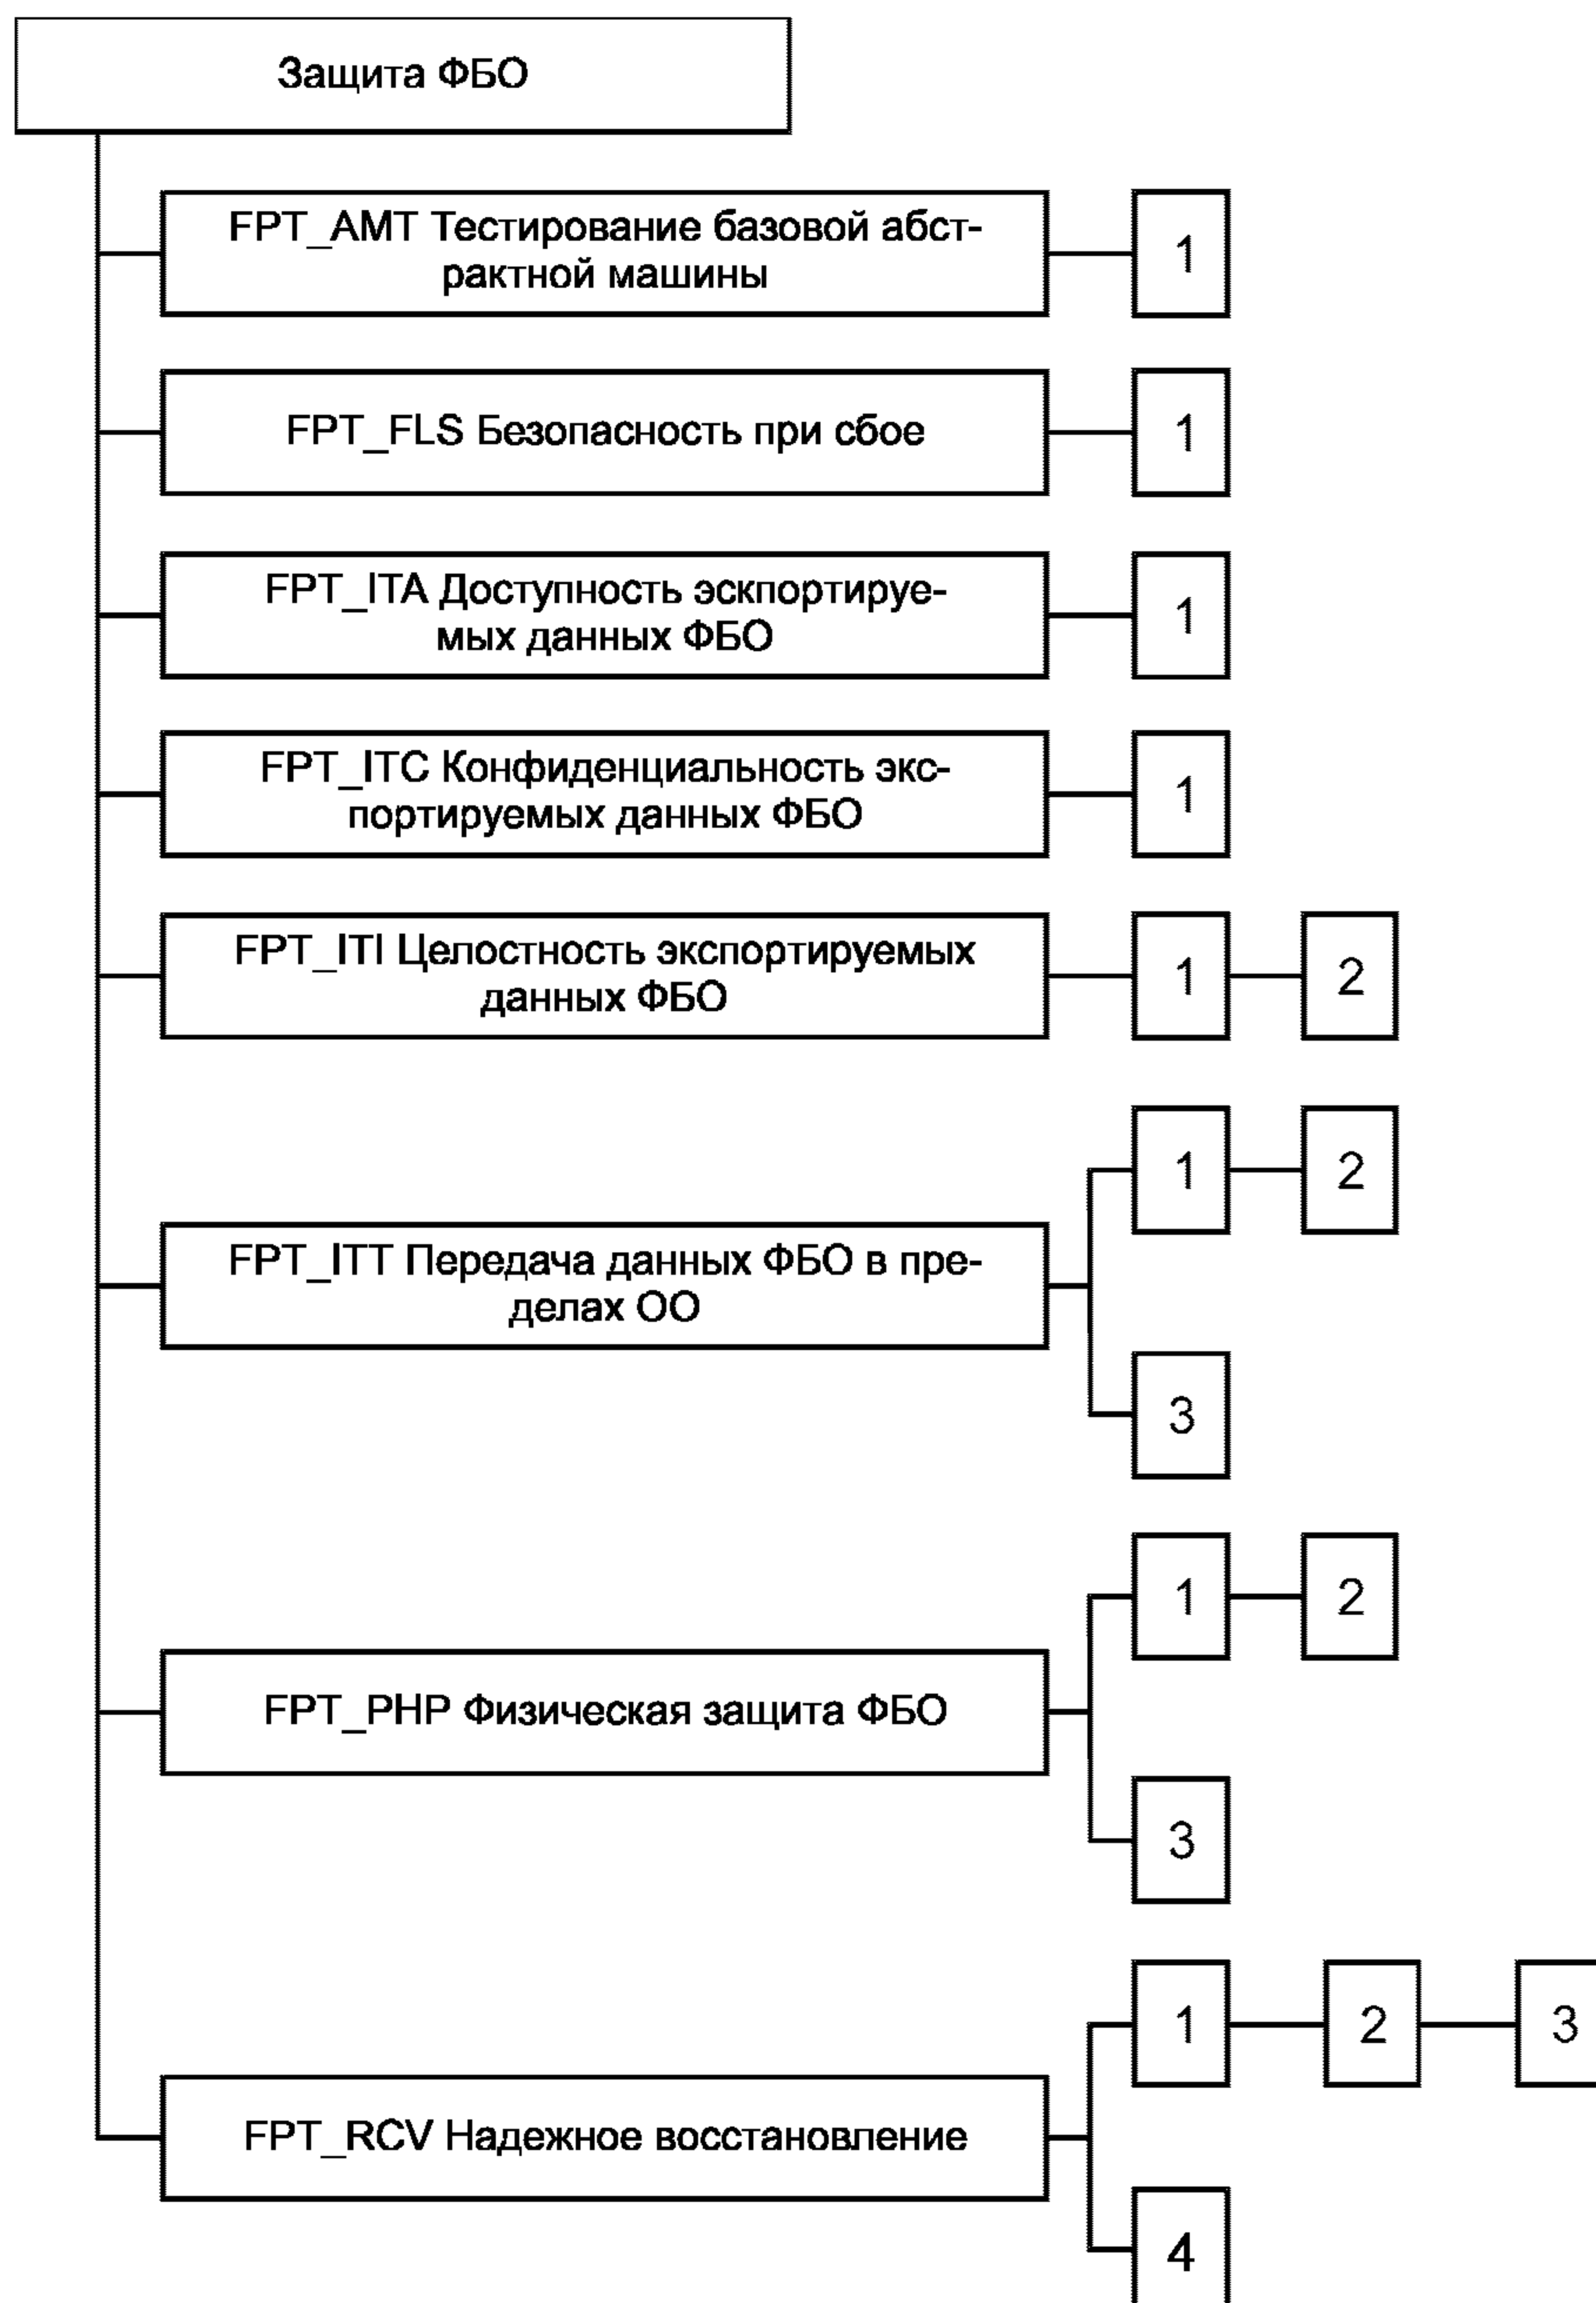 Защита ФБО
FPT_AMT Тестирование базовой абст-
рактной машины
1
FPT_FLS Безопасность при сбое
1
FPT_ITA Доступность эскпортируе-
мых данных ФБО
1
FPT_ITC Конфиденциальность экс-
портируемых данных ФБО
1
FPT_ITI Целостность экспортируемых
данных ФБО
1 2
1 2
FPT_ITT Передача данных ФБО в пре-
делах ОО
3
1 2
FPT_PHP Физическая защита ФБО
3
1 2 3
FPT_RCV Надежное восстановление
4